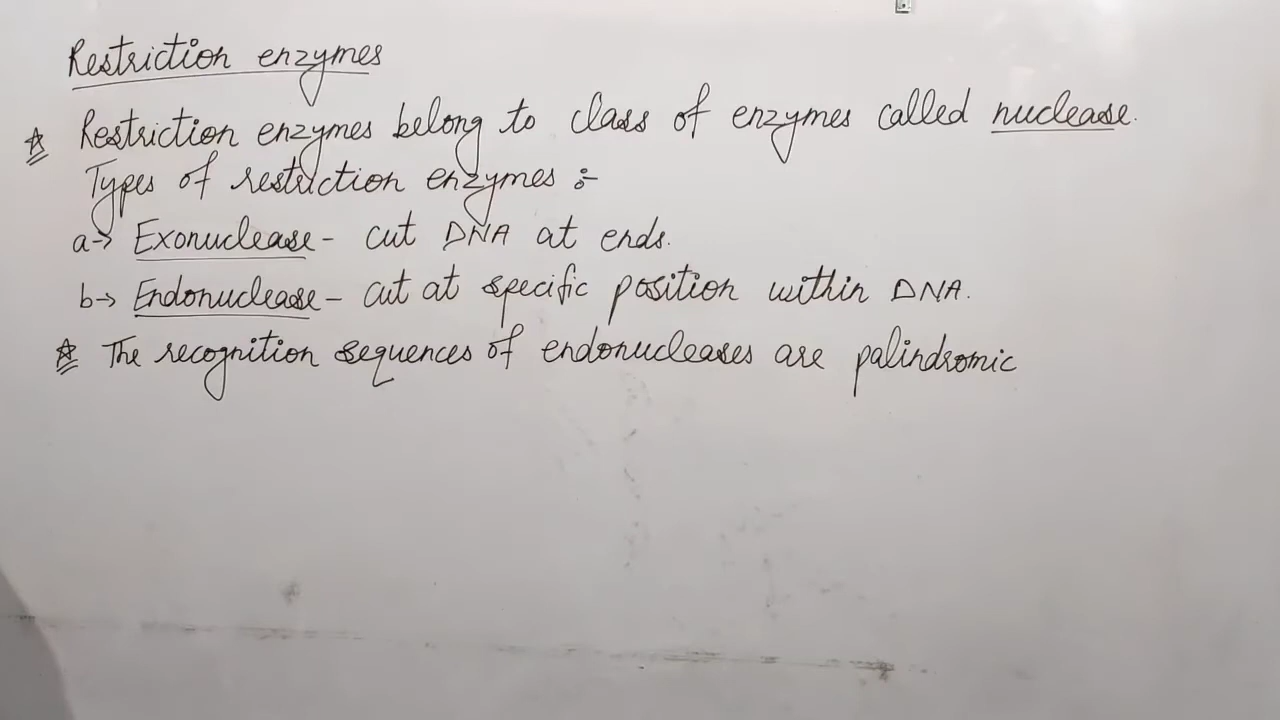 Restriction enzymes
☆ Restriction enzymes belong to class of enzymes called nuclease.
Types of restriction enzymes :-
a→ Exonuclease - cut DNA at ends.
b→ Endonuclease - cut at specific position within DNA.
☆ The recognition sequences of endonucleases are palindromic